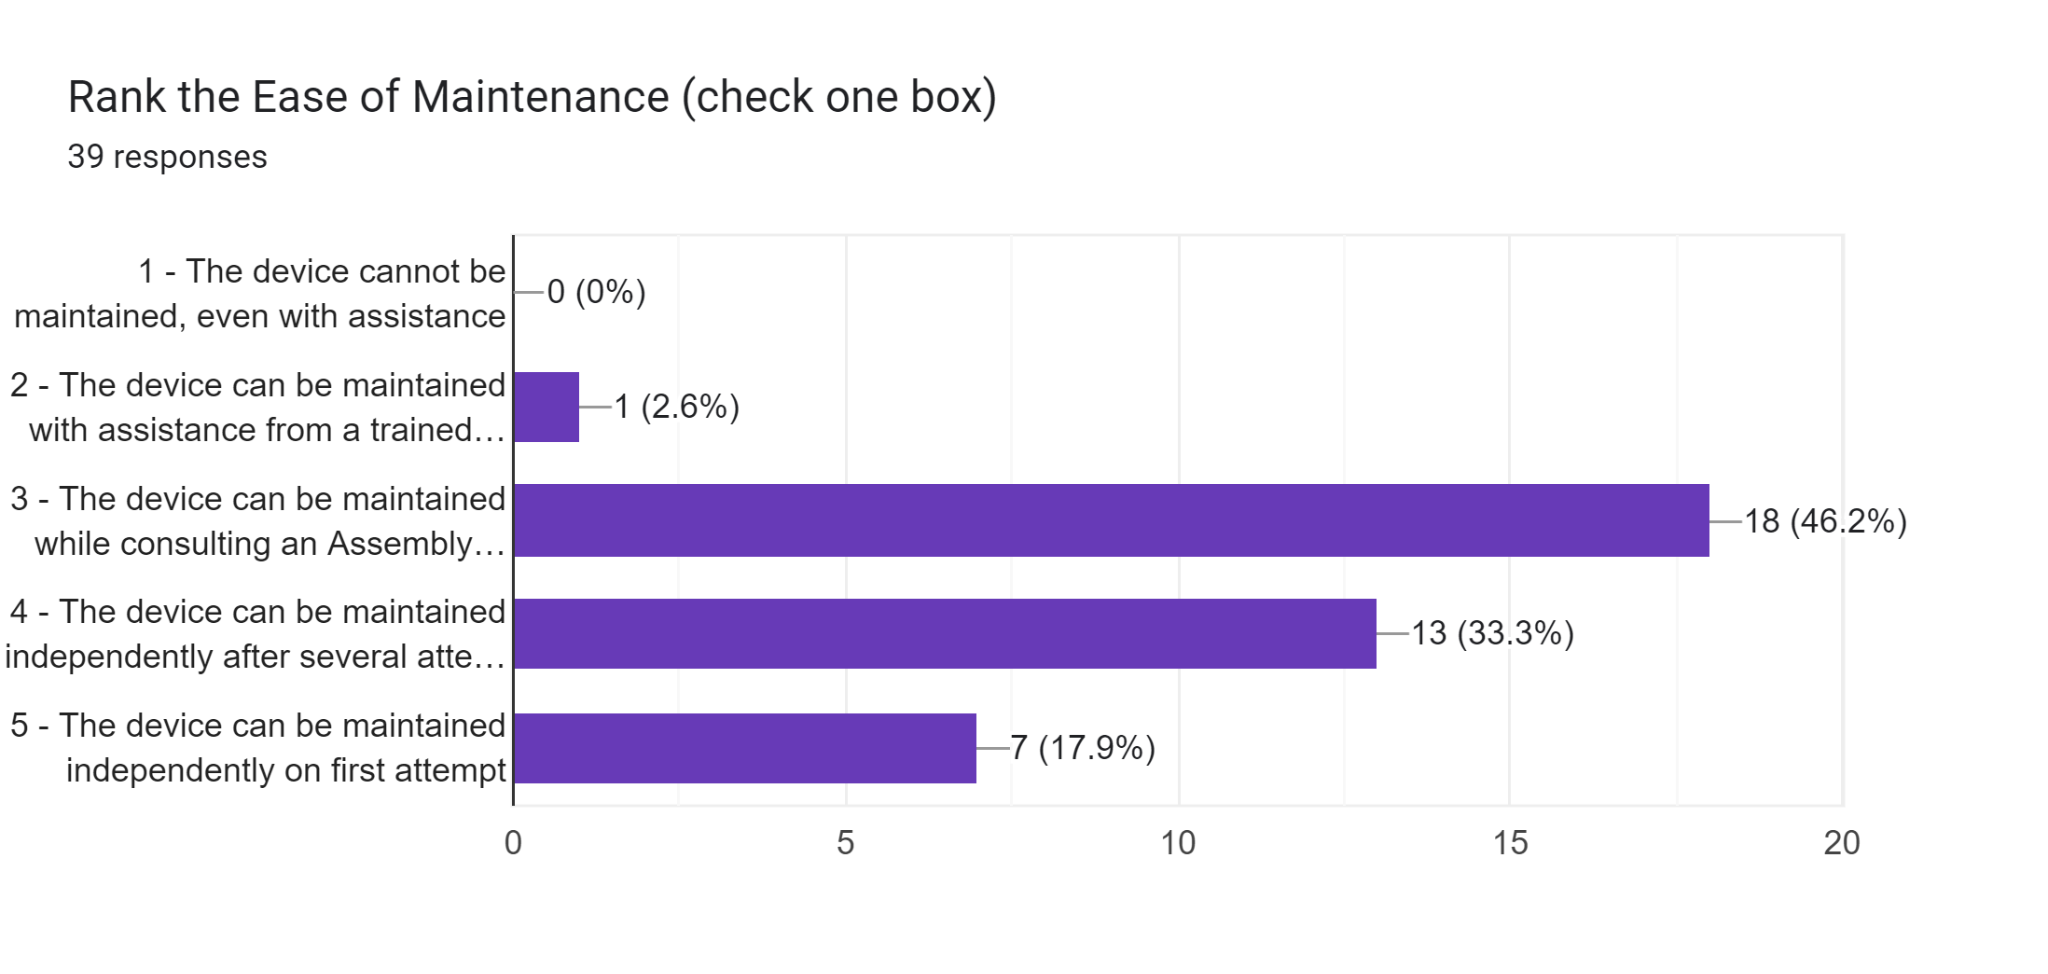 Rank the Ease of Maintenance (check one box)
39 responses
1 - The device cannot be
maintained, even with assistance
0 (0%)
2 - The device can be maintained
with assistance from a trained…
1 (2.6%)
3 - The device can be maintained
while consulting an Assembly…
18 (46.2%)
4 - The device can be maintained
independently after several atte…
13 (33.3%)
5 - The device can be maintained
independently on first attempt
7 (17.9%)
0 5 10 15 20